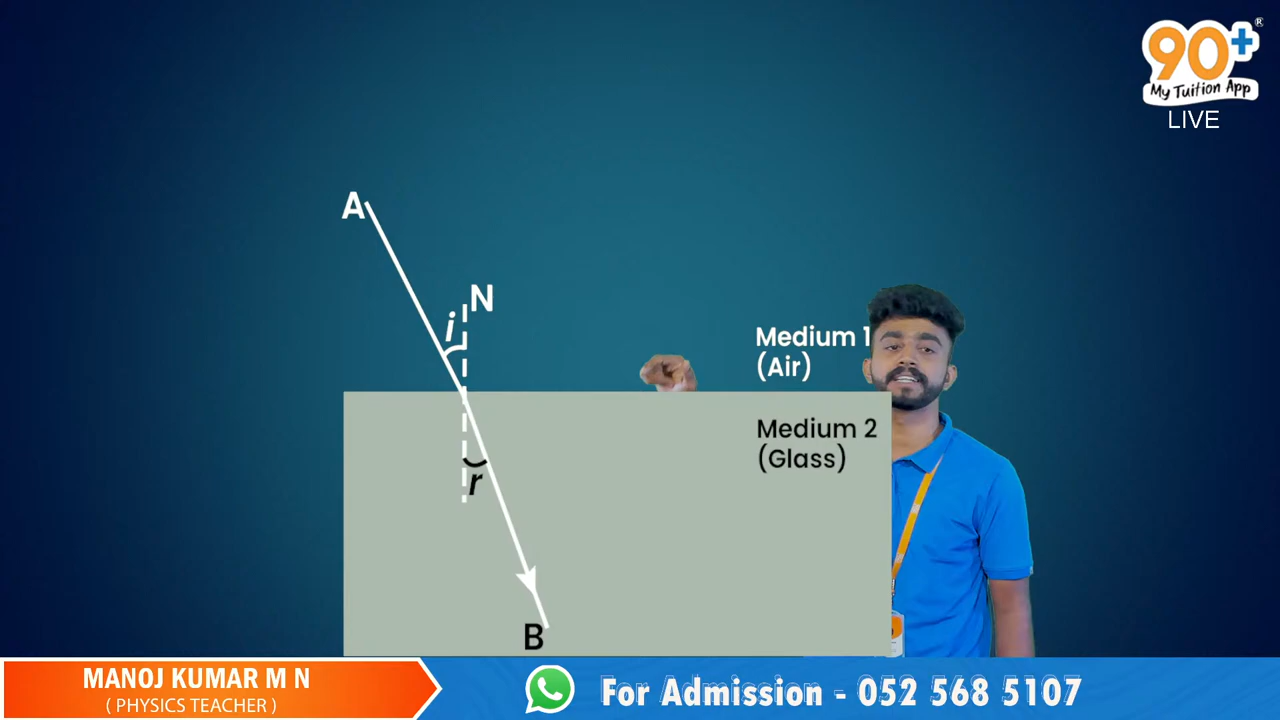 90+
®
My Tuition App
LIVE
A
N
i
Medium 1
(Air)
Medium 2
(Glass)
r
B
MANOJ KUMAR M N
( PHYSICS TEACHER )
For Admission - 052 568 5107